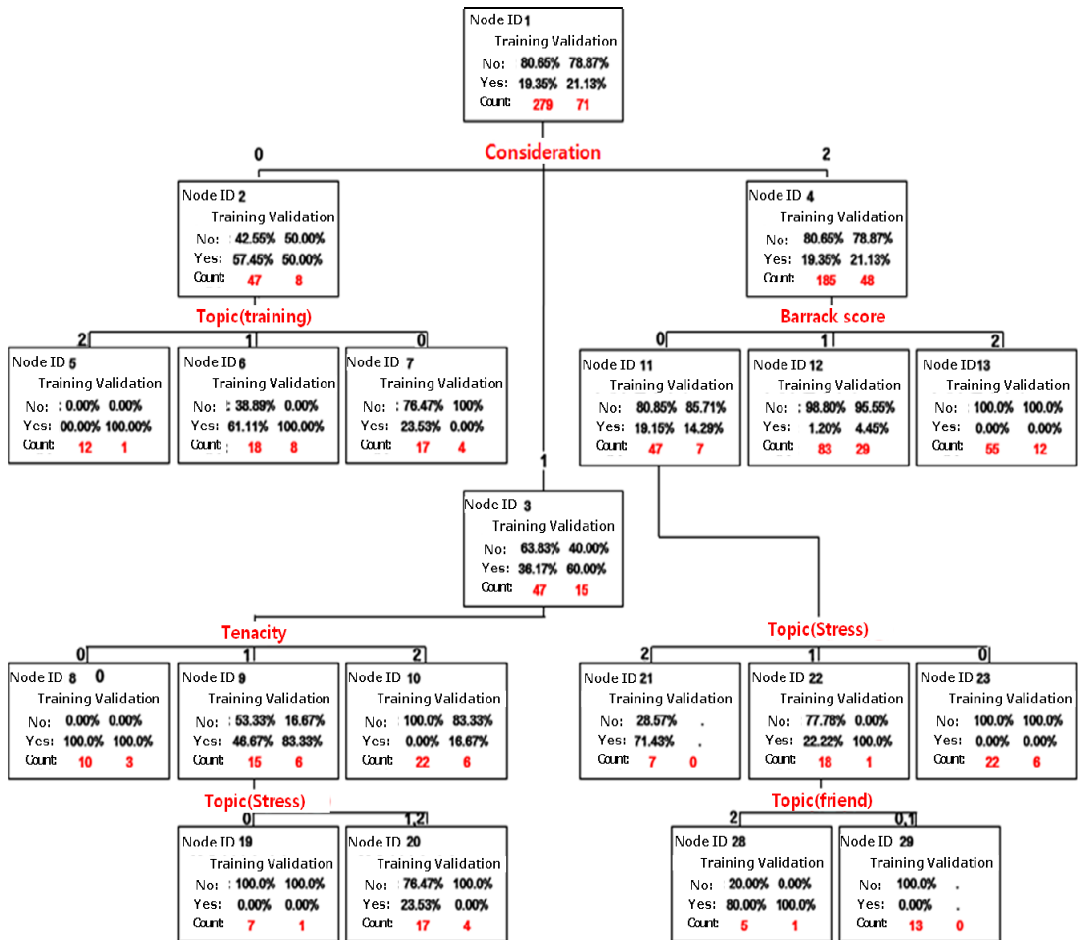 Node ID 1
Training Validation
No: 80.65% 78.87%
Yes: 19.35% 21.13%
Count: 279 71
0 Consideration 2
Node ID 2
Training Validation
No: : 42.55% 50.00%
Yes: 57.45% 50.00%
Count: 47 8
Node ID 4
Training Validation
No: 80.65% 78.87%
Yes: 19.35% 21.13%
Count: 185 48
Topic(training)
2 1 0
Node ID 5
Training Validation
No: : 0.00% 0.00%
Yes: 00.00% 100.00%
Count: 12 1
Node ID 6
Training Validation
No: : 38.89% 0.00%
Yes: 61.11% 100.00%
Count : 18 8
Node ID 7
Training Validation
No: : 76.47% 100%
Yes: 23.53% 0.00%
Count: 17 4
Barrack score
0 1 2
Node ID 11
Training Validation
No: 80.85% 85.71%
Yes: 19.15% 14.29%
Count: 47 7
Node ID 12
Training Validation
No: : 98.80% 95.55%
Yes: 1.20% 4.45%
Count: 83 29
Node ID13
Training Validation
No: : 100.0% 100.0%
Yes: 0.00% 0.00%
Count: 55 12
1
Node ID 3
Training Validation
No: 63.83% 40.00%
Yes: 36.17% 60.00%
Count: 47 15
Tenacity
0 1 2
Node ID 8 0
Training Validation
No: 0.00% 0.00%
Yes: 100.0% 100.0%
Count: 10 3
Node ID 9
Training Validation
No: : 53.33% 16.67%
Yes: 46.67% 83.33%
Count: 15 6
Node ID 10
Training Validation
No: : 100.0% 83.33%
Yes: 0.00% 16.67%
Count: 22 6
Topic(Stress)
0 1,2
Node ID 19
Training Validation
No: : 100.0% 100.0%
Yes: 0.00% 0.00%
Count: 7 1
Node ID 20
Training Validation
No: : 76.47% 100.0%
Yes: 23.53% 0.00%
Count: 17 4
Topic(Stress)
2 1 0
Node ID 21
Training Validation
No: 28.57% .
Yes: 71.43% .
Count: 7 0
Node ID 22
Training Validation
No: 77.78% 0.00%
Yes: 22.22% 100.0%
Count: 18 1
Node ID 23
Training Validation
No: 100.0% 100.0%
Yes: 0.00% 0.00%
Count: 22 6
Topic(friend)
2 0,1
Node ID 28
Training Validation
No: : 20.00% 0.00%
Yes: 80.00% 100.0%
Count: 5 1
Node ID 29
Training Validation
No: : 100.0% .
Yes: 0.00% .
Count: 13 0